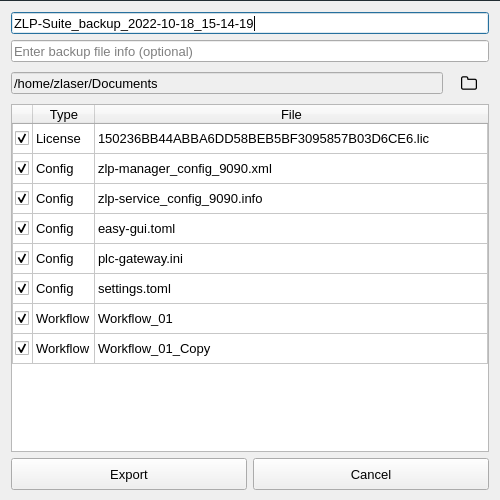 ZLP-Suite_backup_2022-10-18_15-14-19
Enter backup file info (optional)
/home/zlaser/Documents
Type File
License 150236BB44ABBA6DD58BEB5BF3095857B03D6CE6.lic
Config zlp-manager_config_9090.xml
Config zlp-service_config_9090.info
Config easy-gui.toml
Config plc-gateway.ini
Config settings.toml
Workflow Workflow_01
Workflow Workflow_01_Copy
Export Cancel